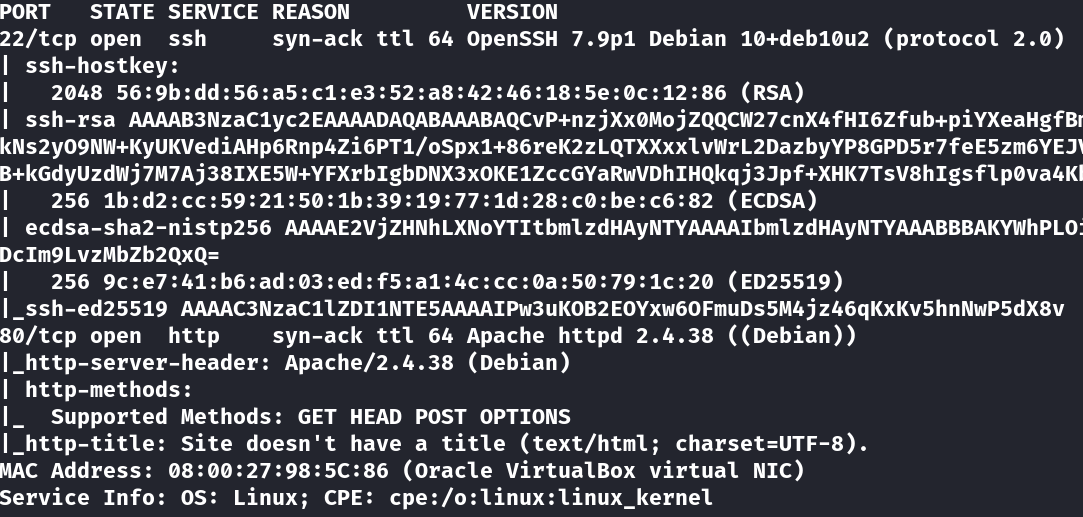 PORT   STATE SERVICE REASON         VERSION
22/tcp open  ssh     syn-ack ttl 64 OpenSSH 7.9p1 Debian 10+deb10u2 (protocol 2.0)
| ssh-hostkey:
|   2048 56:9b:dd:56:a5:c1:e3:52:a8:42:46:18:5e:0c:12:86 (RSA)
| ssh-rsa AAAAB3NzaC1yc2EAAAADAQABAAABAQCvP+nzjXx0MojZQQCW27cnX4fHI6Zfub+piYXeaHgfB
kNs2yO9NW+KyUKVediAHp6Rnp4Zi6PT1/oSpx1+86reK2zLQTXXxxlvWrL2DazbyYP8GPD5r7feE5zm6YEJ
B+kGdyUzdWj7M7Aj38IXE5W+YFXrbIgbDNX3xOKE1ZccGYaRwVDhIHQkqj3Jpf+XHK7TsV8hIgsflp0va4K
|   256 1b:d2:cc:59:21:50:1b:39:19:77:1d:28:c0:be:c6:82 (ECDSA)
| ecdsa-sha2-nistp256 AAAAE2VjZHNhLXNoYTItbmlzdHAyNTYAAAAIbmlzdHAyNTYAAABBBAKYWhPLO
DcIm9LvzMbZb2QxQ=
|   256 9c:e7:41:b6:ad:03:ed:f5:a1:4c:cc:0a:50:79:1c:20 (ED25519)
|_ssh-ed25519 AAAAC3NzaC1lZDI1NTE5AAAAIPw3uKOB2EOYxw6OFmuDs5M4jz46qKxKv5hnNwP5dX8v
80/tcp open  http    syn-ack ttl 64 Apache httpd 2.4.38 ((Debian))
|_http-server-header: Apache/2.4.38 (Debian)
| http-methods:
|_  Supported Methods: GET HEAD POST OPTIONS
|_http-title: Site doesn't have a title (text/html; charset=UTF-8).
MAC Address: 08:00:27:98:5C:86 (Oracle VirtualBox virtual NIC)
Service Info: OS: Linux; CPE: cpe:/o:linux:linux_kernel